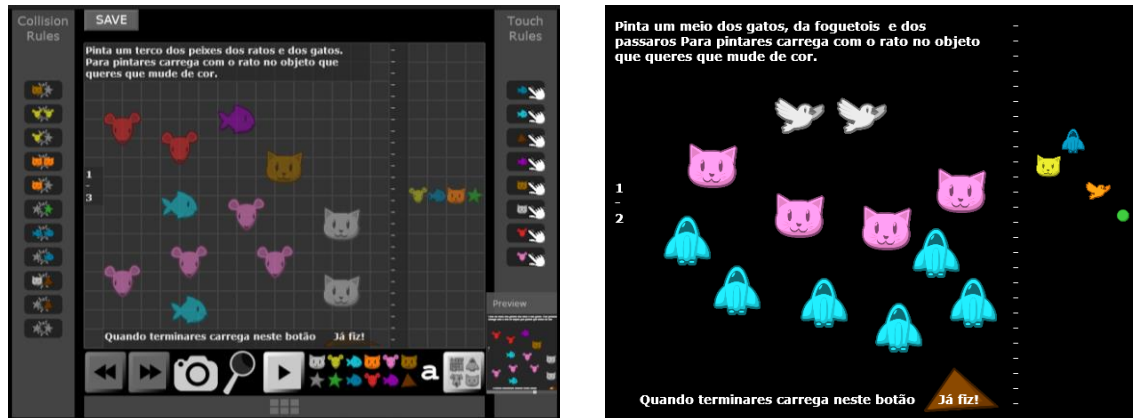 Collision
Rules
SAVE
Touch
Rules
Pinta um terco dos peixes dos ratos e dos gatos.
Para pintares carrega com o rato no objeto que
queres que mude de cor.
1
-
3
Preview
Quando terminares carrega neste botão
Já fiz!
a
Pinta um meio dos gatos, da foguetois e dos
passaros Para pintares carrega com o rato no objeto
que queres que mude de cor.
1
-
2
Quando terminares carrega neste botão
Já fiz!